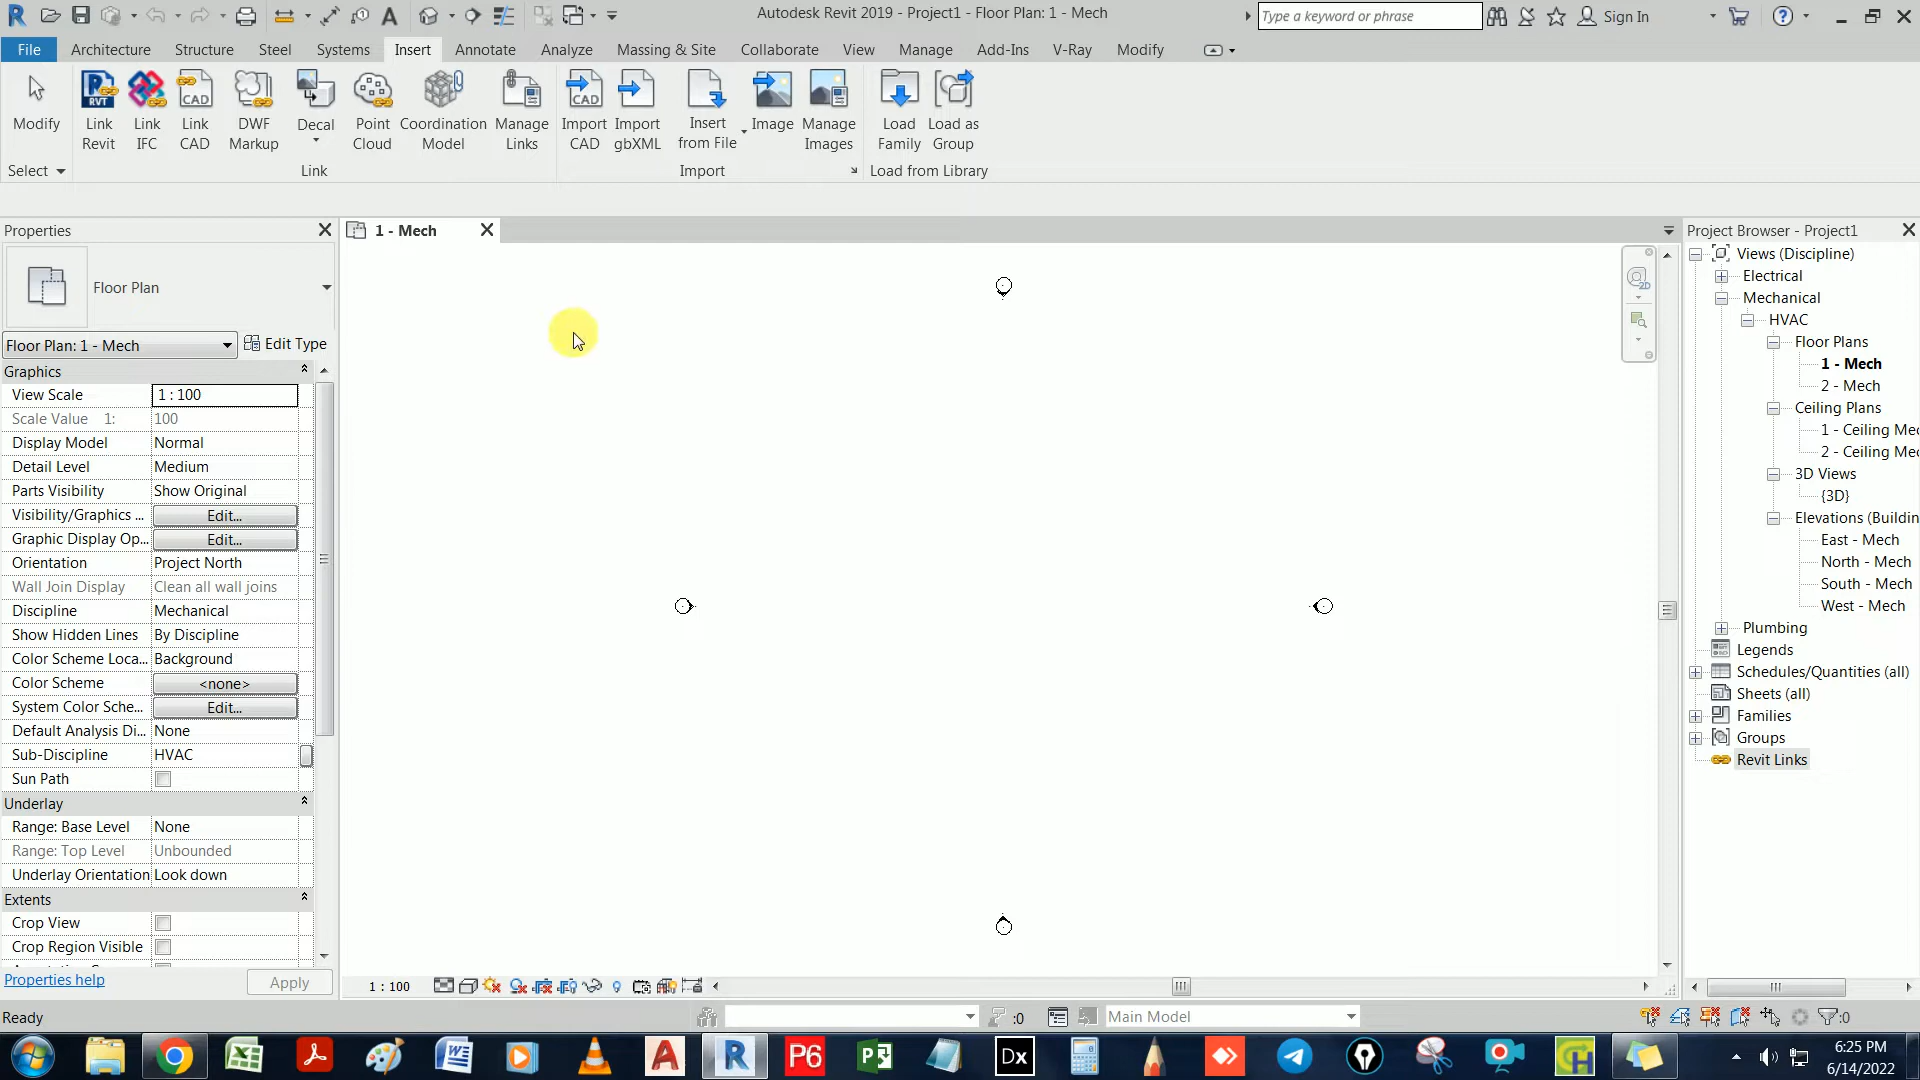 Autodesk Revit 2019 - Project1 - Floor Plan: 1 - Mech
Type a keyword or phrase
Sign In
File
Architecture
Structure
Steel
Systems
Insert
Annotate
Analyze
Massing & Site
Collaborate
View
Manage
Add-Ins
V-Ray
Modify
Modify
Link Revit
Link IFC
Link CAD
DWF Markup
Decal
Point Cloud
Coordination Model
Manage Links
Import CAD
Import gbXML
Insert from File
Image
Manage Images
Load Family
Load as Group
Select
Link
Import
Load from Library
Properties
Floor Plan
Floor Plan: 1 - Mech
Edit Type
Graphics
View Scale 1 : 100
Scale Value 1: 100
Display Model Normal
Detail Level Medium
Parts Visibility Show Original
Visibility/Graphics ... Edit...
Graphic Display Op... Edit...
Orientation Project North
Wall Join Display Clean all wall joins
Discipline Mechanical
Show Hidden Lines By Discipline
Color Scheme Loca... Background
Color Scheme <none>
System Color Sche... Edit...
Default Analysis Di... None
Sub-Discipline HVAC
Sun Path
Underlay
Range: Base Level None
Range: Top Level Unbounded
Underlay Orientation Look down
Extents
Crop View
Crop Region Visible
Properties help
Apply
1 - Mech
1 : 100
Project Browser - Project1
Views (Discipline)
Electrical
Mechanical
HVAC
Floor Plans
1 - Mech
2 - Mech
Ceiling Plans
1 - Ceiling Mec
2 - Ceiling Mec
3D Views
{3D}
Elevations (Buildin
East - Mech
North - Mech
South - Mech
West - Mech
Plumbing
Legends
Schedules/Quantities (all)
Sheets (all)
Families
Groups
Revit Links
Ready
:0
Main Model
:0
6:25 PM
6/14/2022